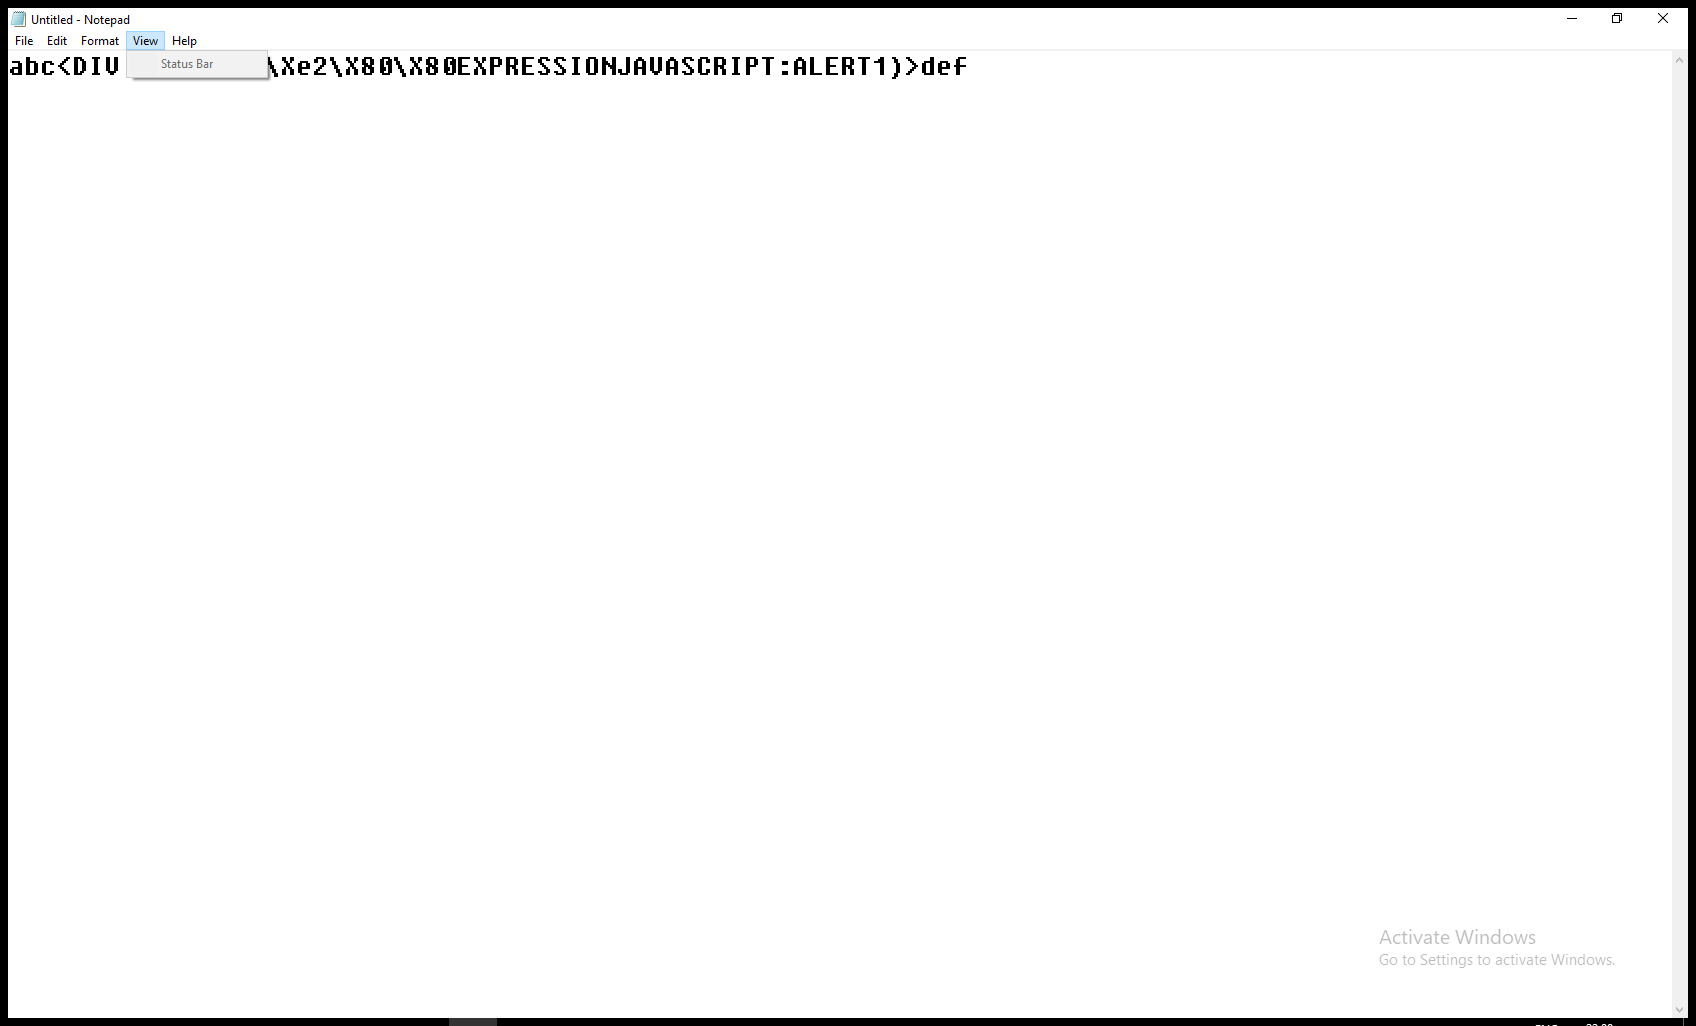 Untitled - Notepad
File Edit Format View Help
Status Bar
abc<DIV \Xe2\X80\X80EXPRESSIONJAVASCRIPT:ALERT1)>def
Activate Windows
Go to Settings to activate Windows.